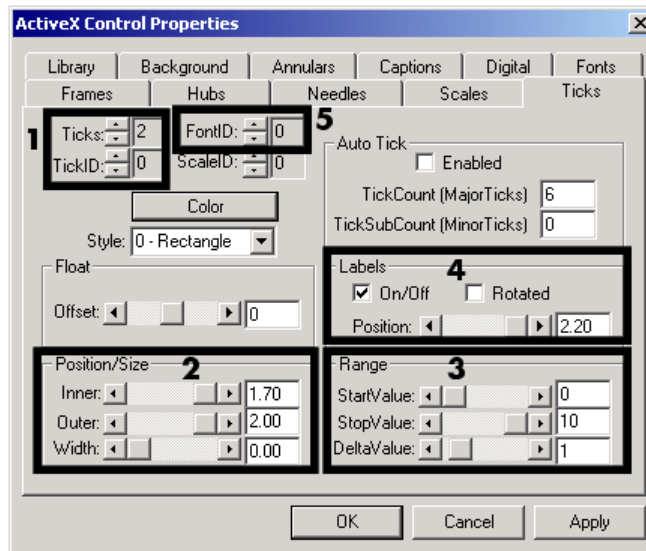 ActiveX Control Properties
Library Background Annulars Captions Digital Fonts
Frames Hubs Needles Scales Ticks
1
Ticks: 2
TickID: 0
FontID: 0
5
ScaleID: 0
Color
Style: 0 - Rectangle
Auto Tick
Enabled
TickCount (MajorTicks) 6
TickSubCount (MinorTicks) 0
Float
Offset: 0
Labels
4
On/Off Rotated
Position: 2.20
Position/Size
2
Inner: 1.70
Outer: 2.00
Width: 0.00
Range
3
StartValue: 0
StopValue: 10
DeltaValue: 1
OK Cancel Apply